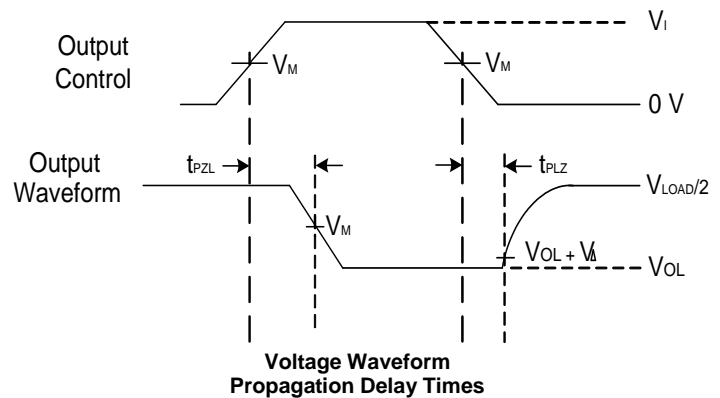 Output
Control
VM
VM
VI
0 V
Output
Waveform
tPZL
tPLZ
VLOAD/2
VM
VOL + VΔ
VOL
Voltage Waveform
Propagation Delay Times